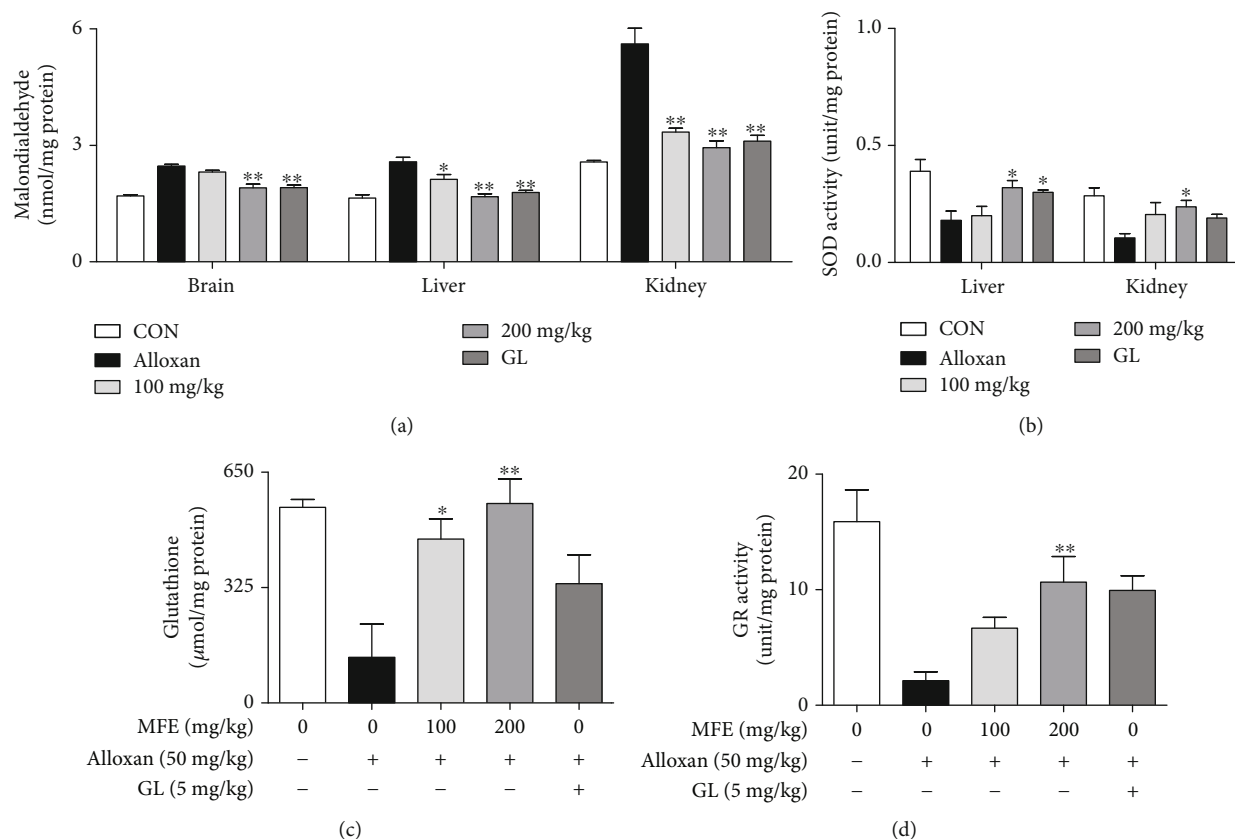 Malondialdehyde
(nmol/mg protein)
6
3
0
**
**
*
**
**
**
**
**
Brain
Liver
Kidney
CON
Alloxan
100 mg/kg
200 mg/kg
GL
(a)
SOD activity (unit/mg protein)
1.0
0.5
0.0
*
*
*
Liver
Kidney
CON
Alloxan
100 mg/kg
200 mg/kg
GL
(b)
Glutathione
(μmol/mg protein)
650
325
0
*
**
MFE (mg/kg) 0 0 100 200 0
Alloxan (50 mg/kg) − + + + +
GL (5 mg/kg) − − − − +
(c)
GR activity
(unit/mg protein)
20
10
0
**
MFE (mg/kg) 0 0 100 200 0
Alloxan (50 mg/kg) − + + + +
GL (5 mg/kg) − − − − +
(d)